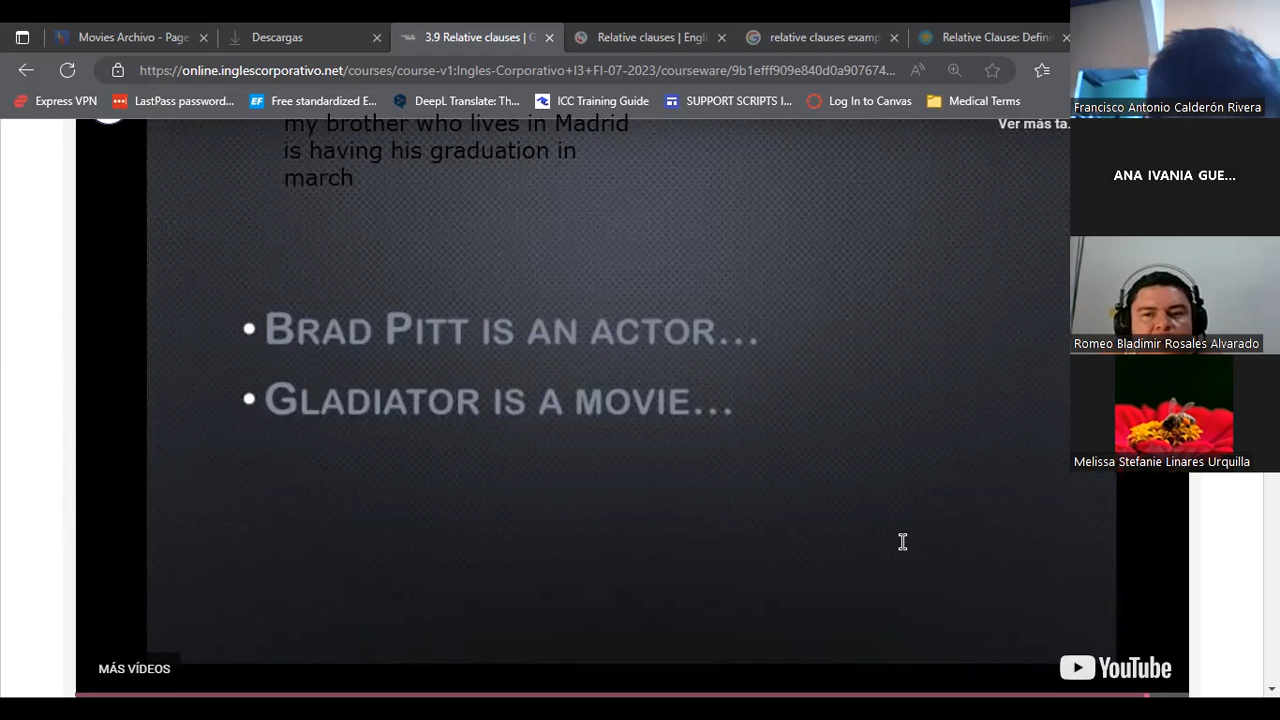 Movies Archivo - Page
Descargas
3.9 Relative clauses | G
Relative clauses | Engli
relative clauses examp
Relative Clause: Defini
https://online.inglescorporativo.net/courses/course-v1:Ingles-Corporativo+I3+FI-07-2023/courseware/9b1efff909e840d0a907674...
Express VPN
LastPass password...
EF Free standardized E...
DeepL Translate: Th...
ICC Training Guide
SUPPORT SCRIPTS I...
Log In to Canvas
Medical Terms
Francisco Antonio Calderón Rivera
my brother who lives in Madrid
is having his graduation in
march
Ver más ta.
ANA IVANIA GUE...
• BRAD PITT IS AN ACTOR...
• GLADIATOR IS A MOVIE...
Romeo Bladimir Rosales Alvarado
Melissa Stefanie Linares Urquilla
MÁS VÍDEOS
YouTube